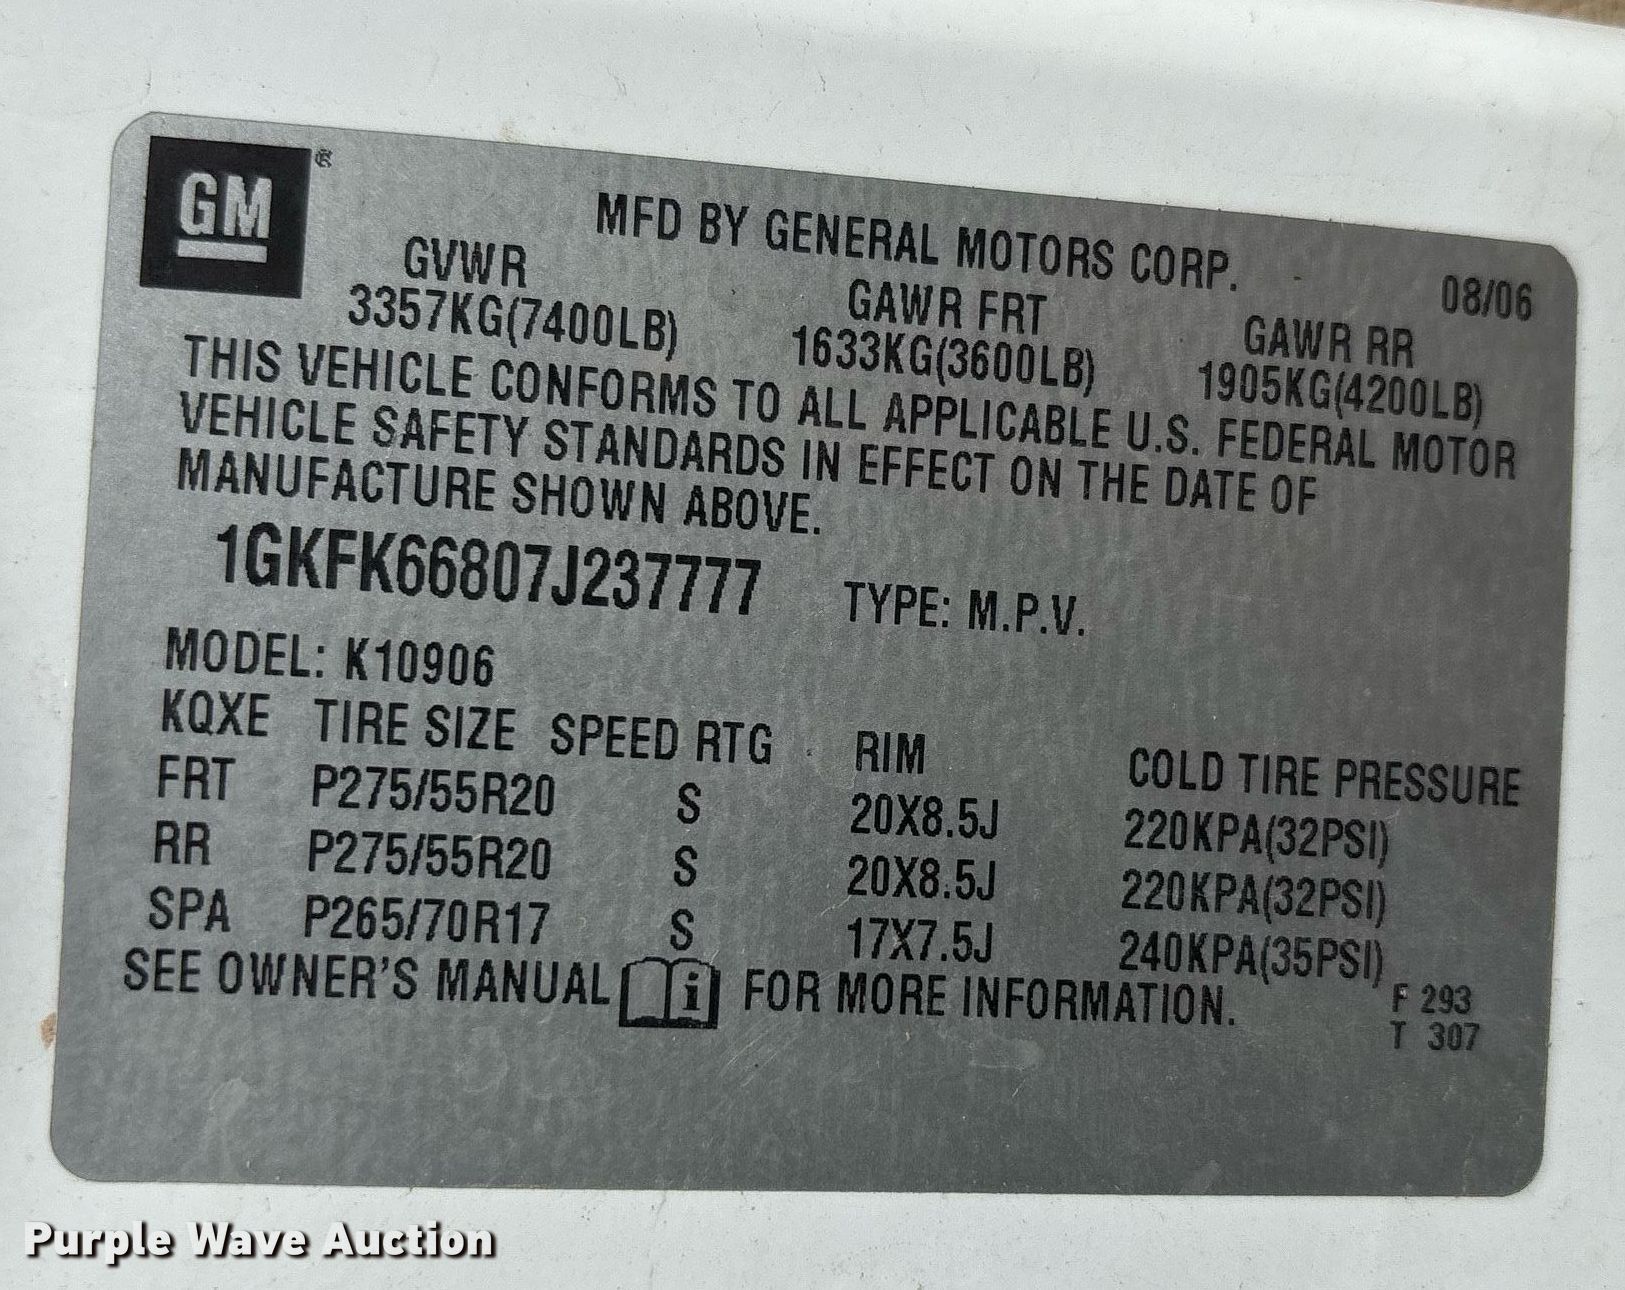 GM ®
MFD BY GENERAL MOTORS CORP.
08/06
GVWR GAWR FRT GAWR RR
3357KG(7400LB) 1633KG(3600LB) 1905KG(4200LB)
THIS VEHICLE CONFORMS TO ALL APPLICABLE U.S. FEDERAL MOTOR
VEHICLE SAFETY STANDARDS IN EFFECT ON THE DATE OF
MANUFACTURE SHOWN ABOVE.
1GKFK66807J237777 TYPE: M.P.V.
MODEL: K10906
KQXE TIRE SIZE SPEED RTG RIM COLD TIRE PRESSURE
FRT P275/55R20 S 20X8.5J 220KPA(32PSI)
RR P275/55R20 S 20X8.5J 220KPA(32PSI)
SPA P265/70R17 S 17X7.5J 240KPA(35PSI)
SEE OWNER'S MANUAL i FOR MORE INFORMATION.
F 293
T 307
Purple Wave Auction